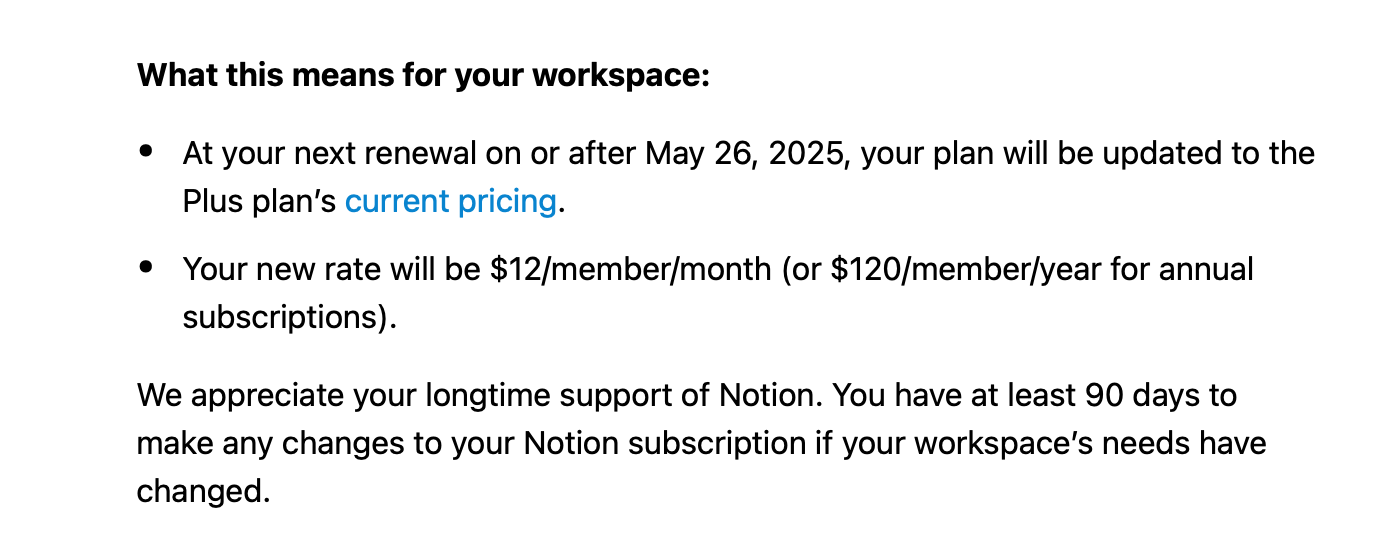 What this means for your workspace:
• At your next renewal on or after May 26, 2025, your plan will be updated to the
Plus plan’s current pricing.
• Your new rate will be $12/member/month (or $120/member/year for annual
subscriptions).
We appreciate your longtime support of Notion. You have at least 90 days to
make any changes to your Notion subscription if your workspace’s needs have
changed.